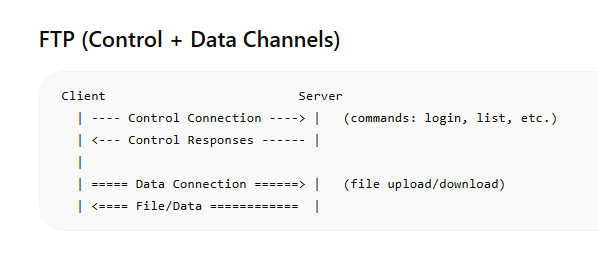 FTP (Control + Data Channels)
Client                          Server
  | ---- Control Connection ----> |   (commands: login, list, etc.)
  | <--- Control Responses ------ |
  |
  | ===== Data Connection ======> |   (file upload/download)
  | <==== File/Data ============  |